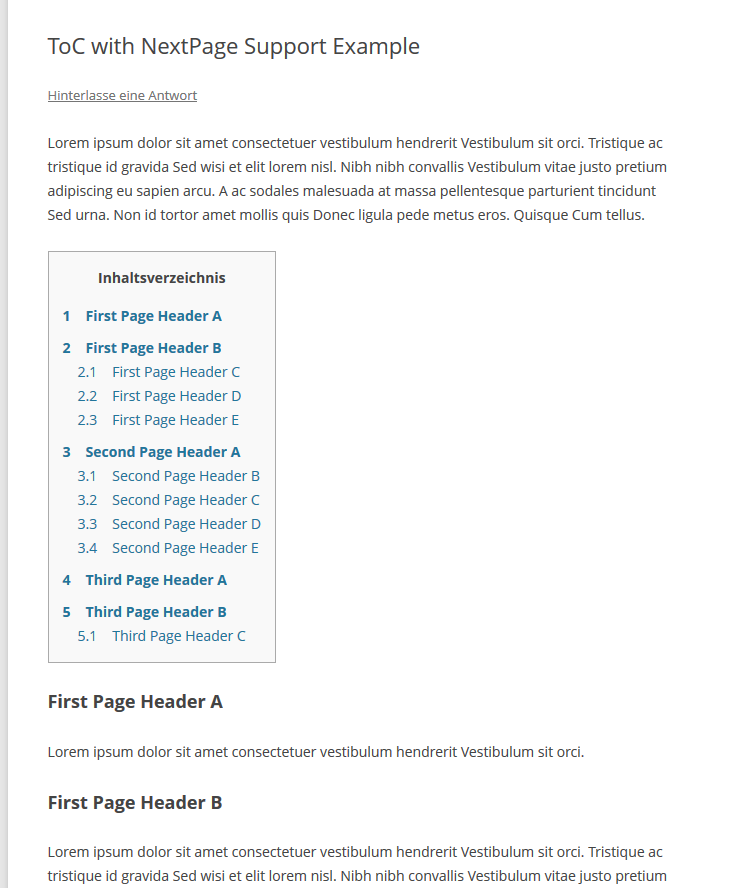 ToC with NextPage Support Example
Hinterlasse eine Antwort
Lorem ipsum dolor sit amet consectetuer vestibulum hendrerit Vestibulum sit orci. Tristique ac
tristique id gravida Sed wisi et elit lorem nisl. Nibh nibh convallis Vestibulum vitae justo pretium
adipiscing eu sapien arcu. A ac sodales malesuada at massa pellentesque parturient tincidunt
Sed urna. Non id tortor amet mollis quis Donec ligula pede metus eros. Quisque Cum tellus.
Inhaltsverzeichnis
1 First Page Header A
2 First Page Header B
2.1 First Page Header C
2.2 First Page Header D
2.3 First Page Header E
3 Second Page Header A
3.1 Second Page Header B
3.2 Second Page Header C
3.3 Second Page Header D
3.4 Second Page Header E
4 Third Page Header A
5 Third Page Header B
5.1 Third Page Header C
First Page Header A
Lorem ipsum dolor sit amet consectetuer vestibulum hendrerit Vestibulum sit orci.
First Page Header B
Lorem ipsum dolor sit amet consectetuer vestibulum hendrerit Vestibulum sit orci. Tristique ac
tristique id gravida Sed wisi et elit lorem nisl. Nibh nibh convallis Vestibulum vitae justo pretium